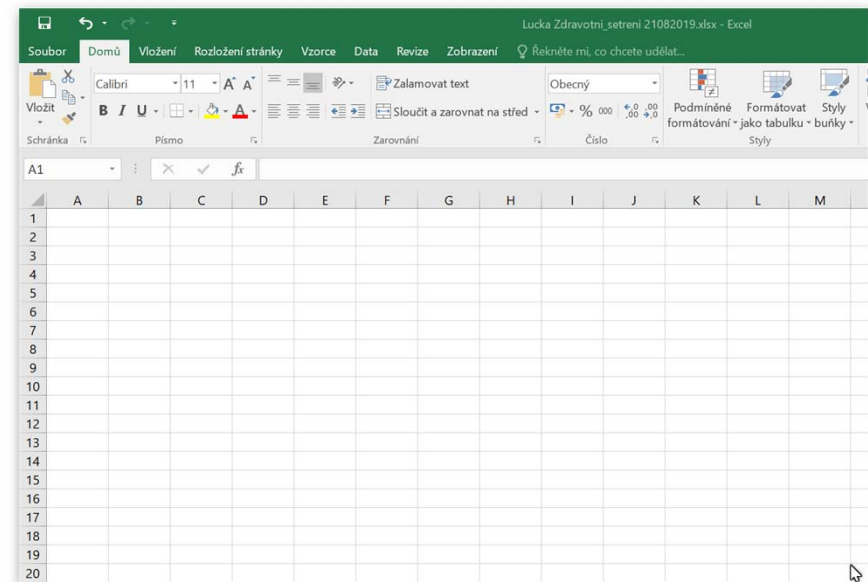 Lucka Zdravotni_setreni 21082019.xlsx - Excel
Soubor Domů Vložení Rozložení stránky Vzorce Data Revize Zobrazení Řekněte mi, co chcete udělat...
Calibri 11 A A Zalamovat text Obecný
Vložit B I U A Sloučit a zarovnat na střed % 000 ,00 ,0 Podmíněné formátování Formátovat jako tabulku Styly buňky
Schránka Písmo Zarovnání Číslo Styly
A1 fx
A B C D E F G H I J K L M
1
2
3
4
5
6
7
8
9
10
11
12
13
14
15
16
17
18
19
20